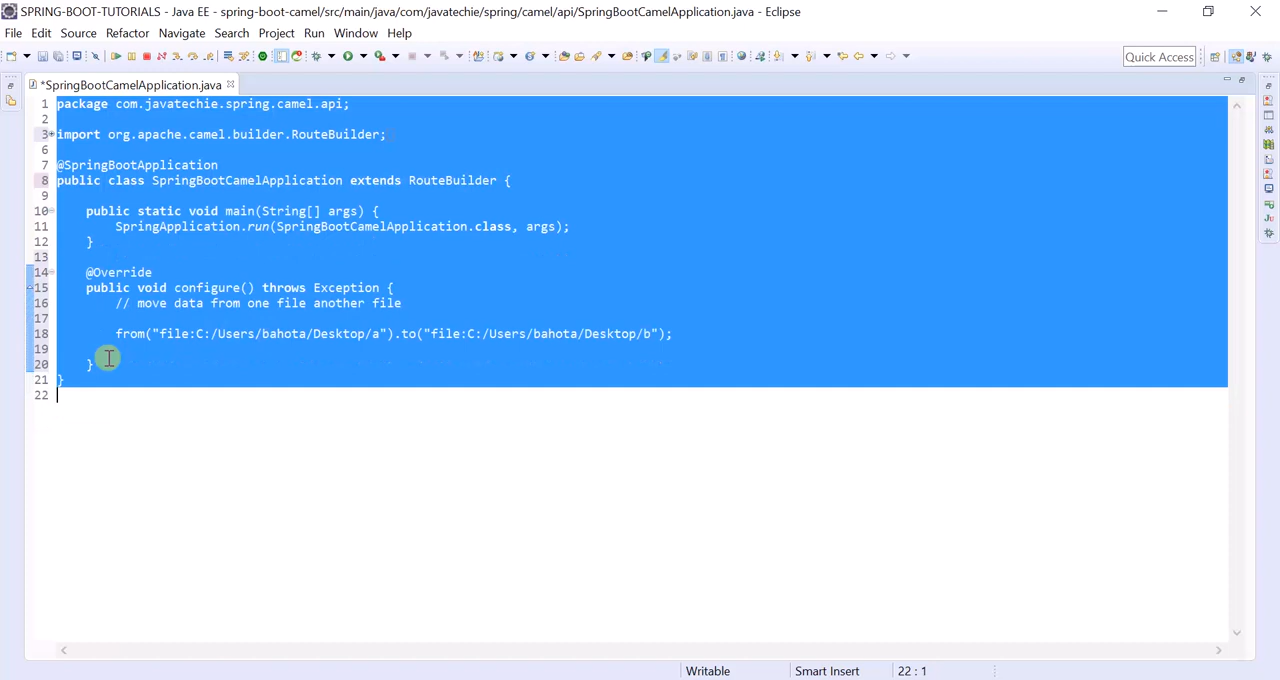 SPRING-BOOT-TUTORIALS - Java EE - spring-boot-camel/src/main/java/com/javatechie/spring/camel/api/SpringBootCamelApplication.java - Eclipse
File Edit Source Refactor Navigate Search Project Run Window Help
Quick Access
*SpringBootCamelApplication.java
1 package com.javatechie.spring.camel.api;
2
3 import org.apache.camel.builder.RouteBuilder;
6
7 @SpringBootApplication
8 public class SpringBootCamelApplication extends RouteBuilder {
9
10 public static void main(String[] args) {
11 SpringApplication.run(SpringBootCamelApplication.class, args);
12 }
13
14 @Override
15 public void configure() throws Exception {
16 // move data from one file another file
17
18 from("file:C:/Users/bahota/Desktop/a").to("file:C:/Users/bahota/Desktop/b");
19
20 }
21 }
22
Writable Smart Insert 22 : 1